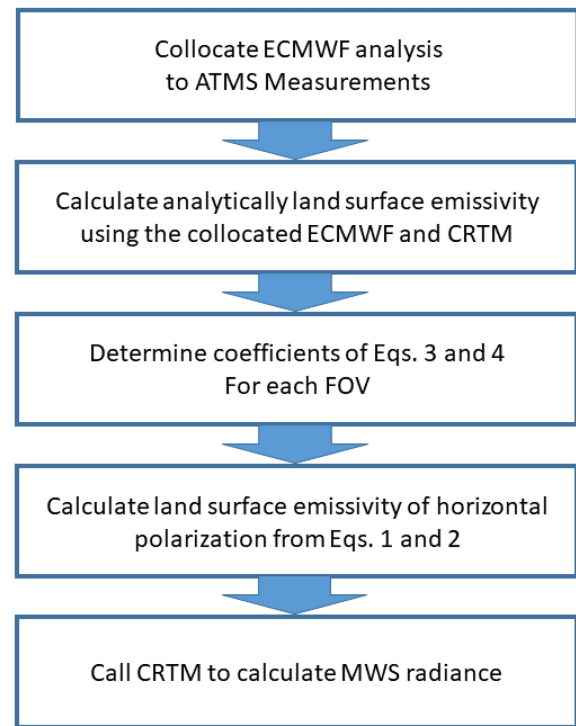 Collocate ECMWF analysis
to ATMS Measurements
Calculate analytically land surface emissivity
using the collocated ECMWF and CRTM
Determine coefficients of Eqs. 3 and 4
For each FOV
Calculate land surface emissivity of horizontal
polarization from Eqs. 1 and 2
Call CRTM to calculate MWS radiance